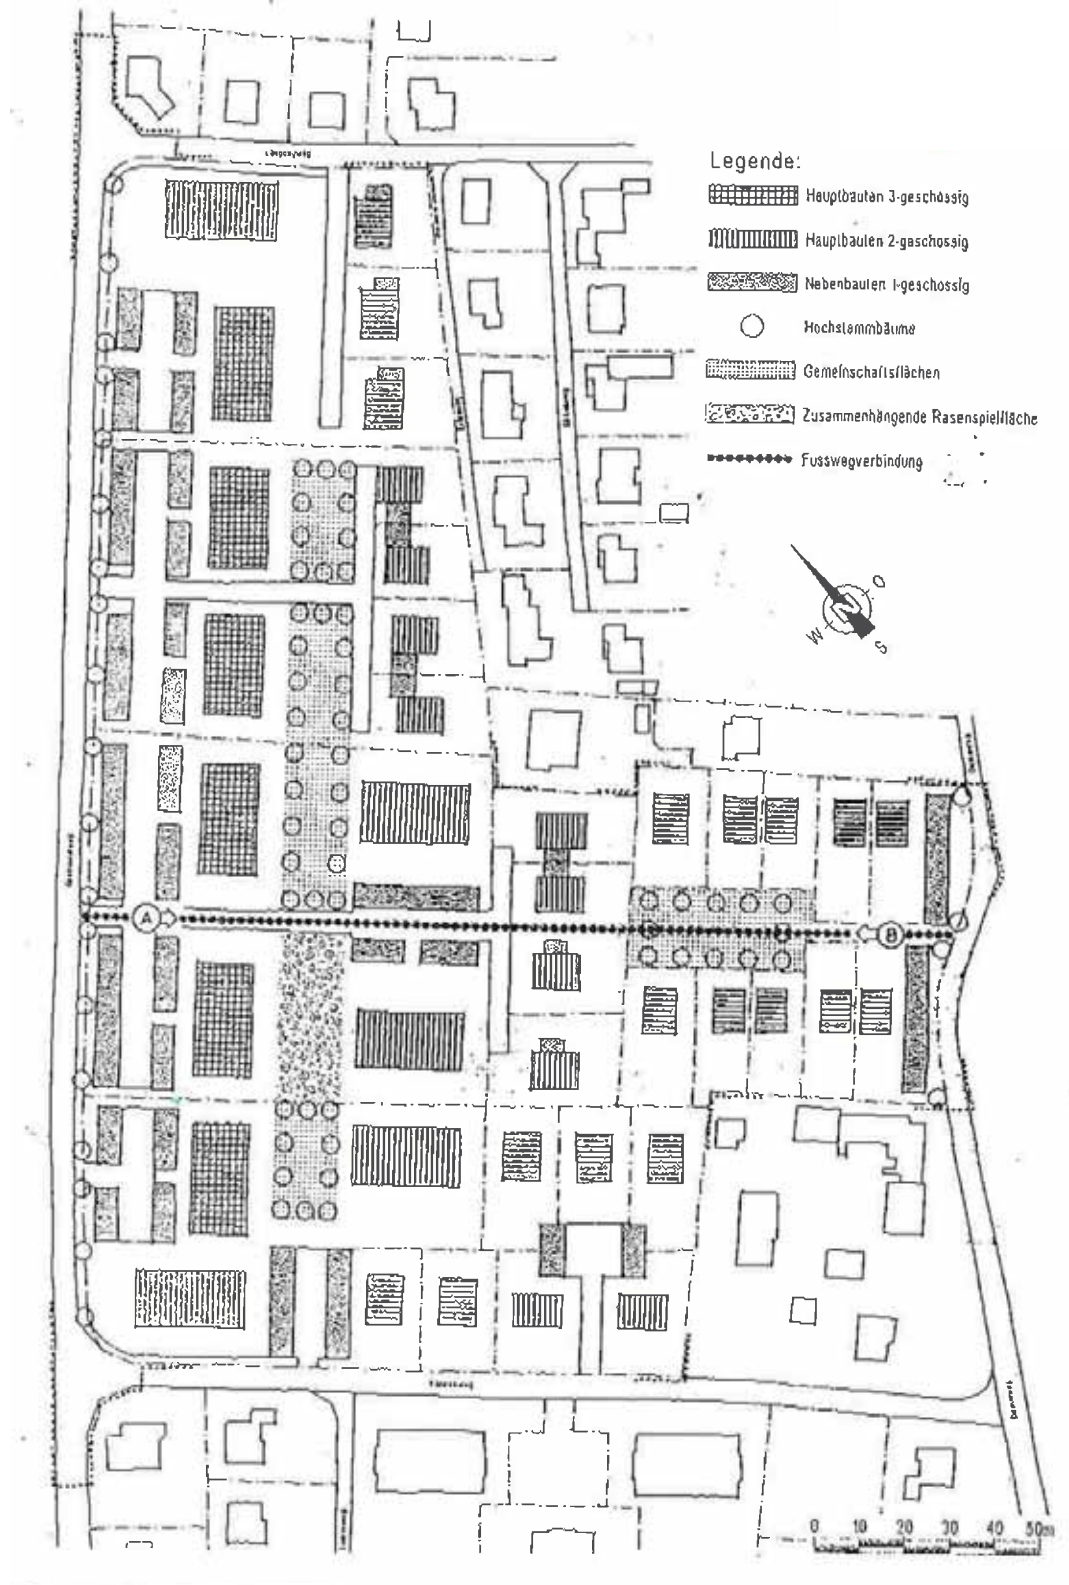 Legende:
Hauptbauten 3-geschossig
Hauptbauten 2-geschossig
Nebenbauten 1-geschossig
Hochstammbäume
Gemeinschaftsflächen
Zusammenhängende Rasenspielfläche
Fusswegverbindung
O
W
S
A
B
0 10 20 30 40 50m